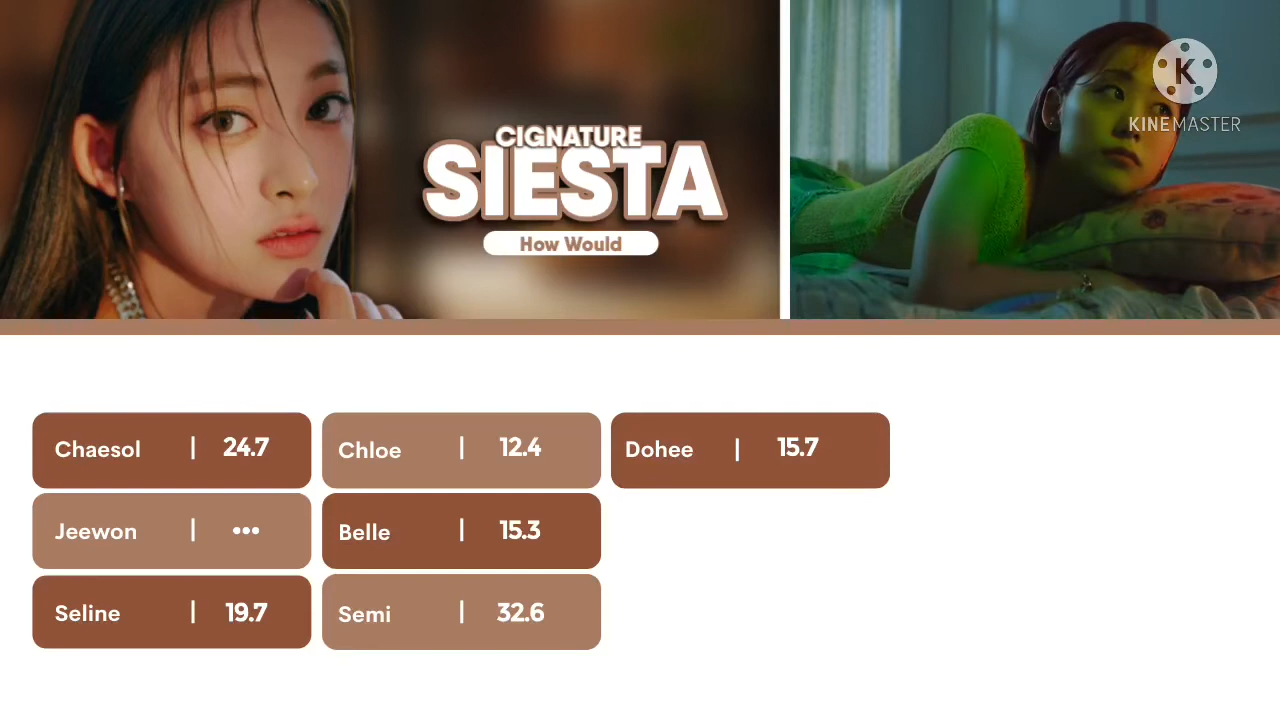 CIGNATURE
SIESTA
How Would
K
KINEMASTER
Chaesol | 24.7
Chloe | 12.4
Dohee | 15.7
Jeewon | •••
Belle | 15.3
Seline | 19.7
Semi | 32.6